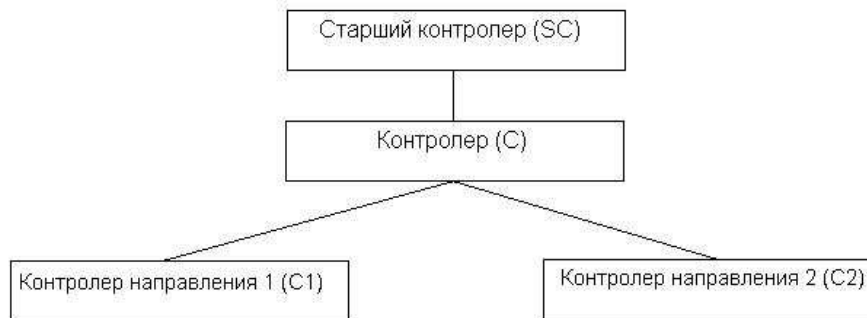 Старший контролер (SC)
Контролер (C)
Контролер направления 1 (C1)
Контролер направления 2 (C2)